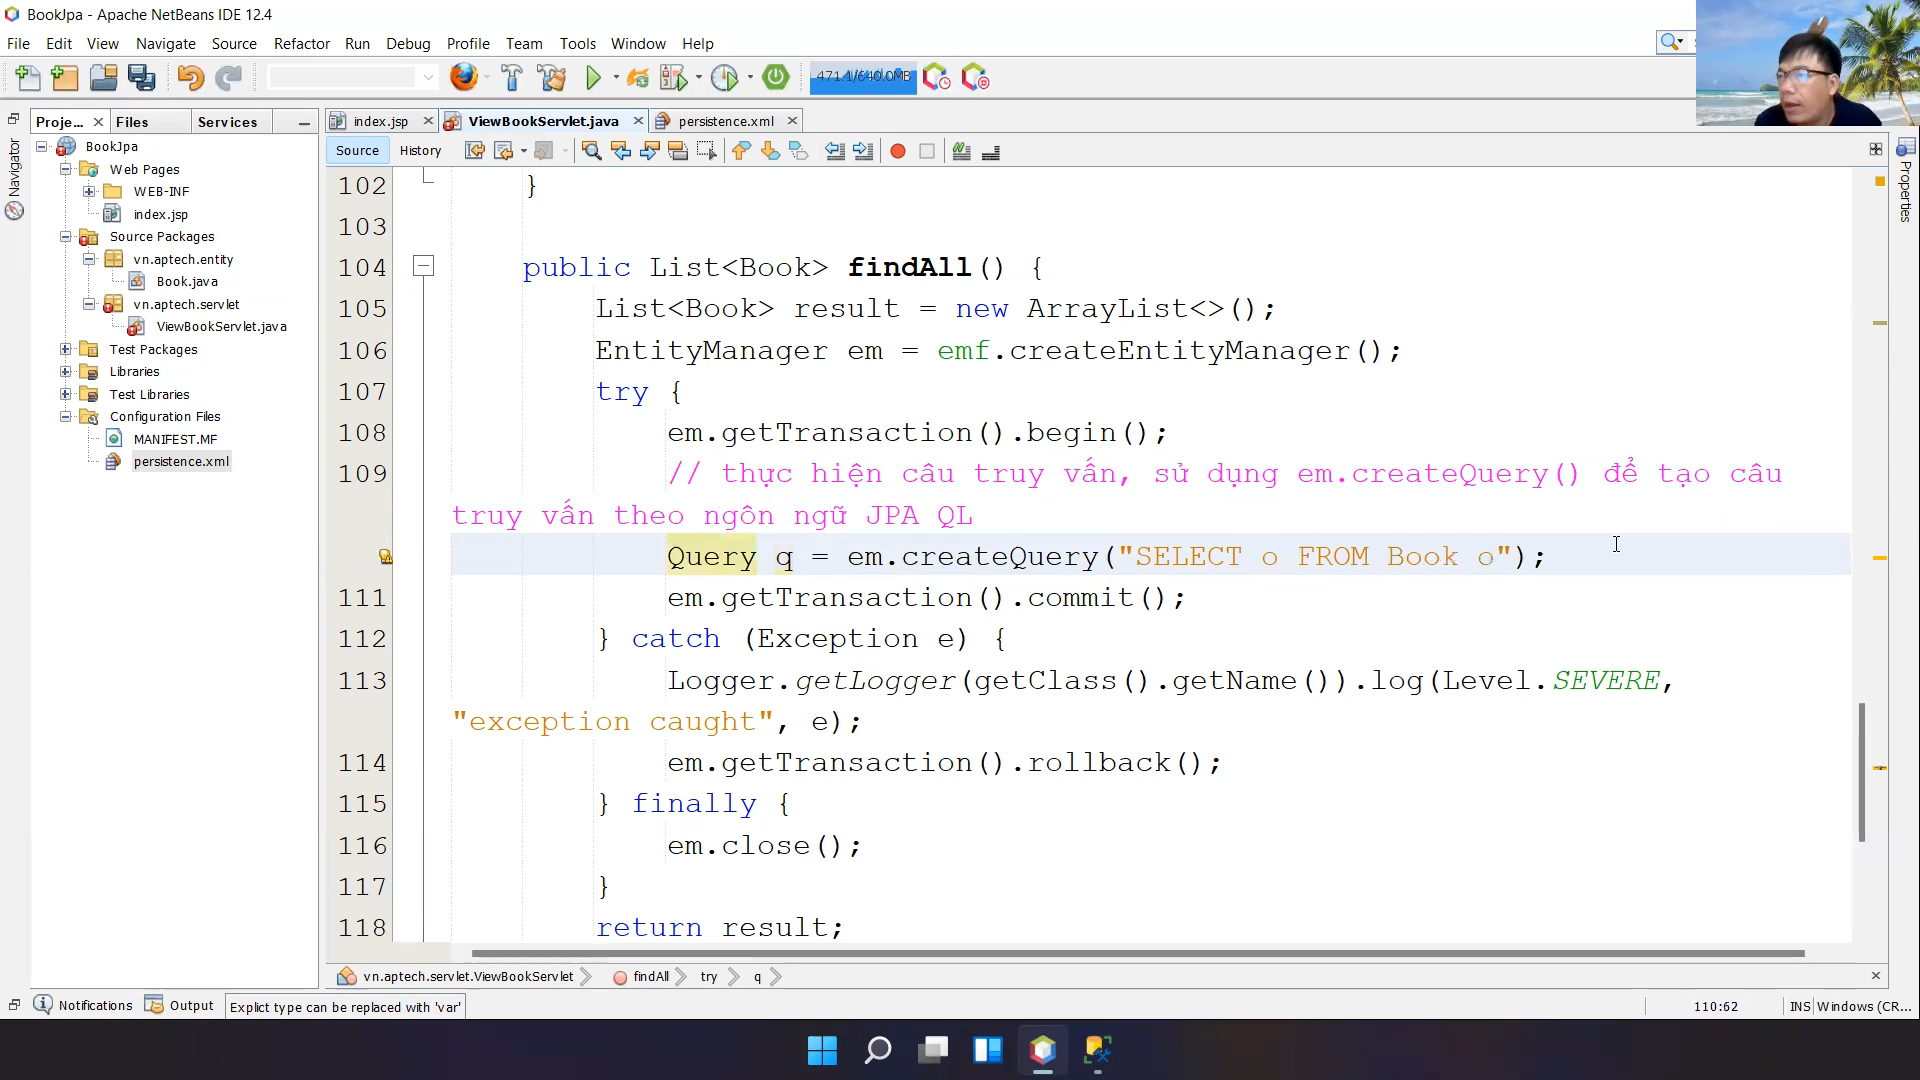 BookJpa - Apache NetBeans IDE 12.4
File Edit View Navigate Source Refactor Run Debug Profile Team Tools Window Help
471.1/640.0MB
Proje... Files Services
index.jsp ViewBookServlet.java persistence.xml
Source History
Navigator
Properties
BookJpa
Web Pages
WEB-INF
index.jsp
Source Packages
vn.aptech.entity
Book.java
vn.aptech.servlet
ViewBookServlet.java
Test Packages
Libraries
Test Libraries
Configuration Files
MANIFEST.MF
persistence.xml
102 }
103
104 public List<Book> findAll() {
105 List<Book> result = new ArrayList<>();
106 EntityManager em = emf.createEntityManager();
107 try {
108 em.getTransaction().begin();
109 // thực hiện câu truy vấn, sử dụng em.createQuery() để tạo câu
truy vấn theo ngôn ngữ JPA QL
Query q = em.createQuery("SELECT o FROM Book o");
111 em.getTransaction().commit();
112 } catch (Exception e) {
113 Logger.getLogger(getClass().getName()).log(Level.SEVERE,
"exception caught", e);
114 em.getTransaction().rollback();
115 } finally {
116 em.close();
117 }
118 return result;
vn.aptech.servlet.ViewBookServlet findAll try q
Notifications Output Explict type can be replaced with 'var' 110:62 INS Windows (CR...